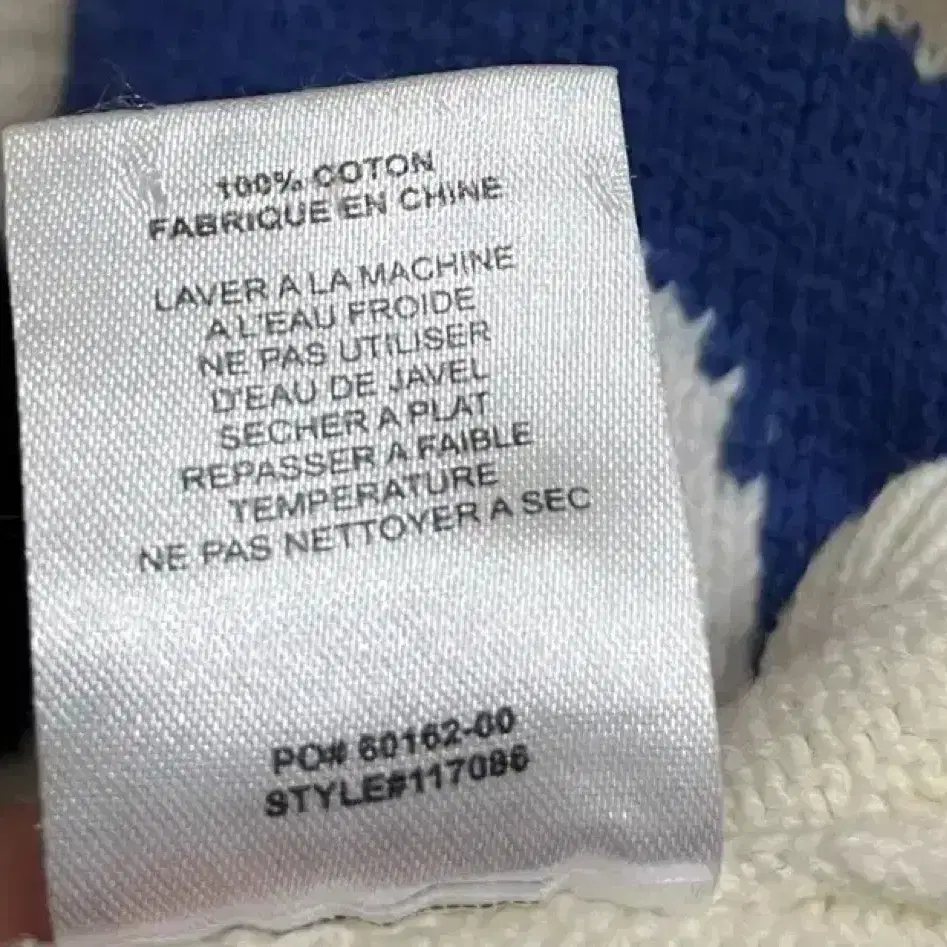 100% COTON
FABRIQUE EN CHINE
LAVER A LA MACHINE
A L'EAU FROIDE
NE PAS UTILISER
D'EAU DE JAVEL
SECHER A PLAT
REPASSER A FAIBLE
TEMPERATURE
NE PAS NETTOYER A SEC
PO# 60162-00
STYLE#117086